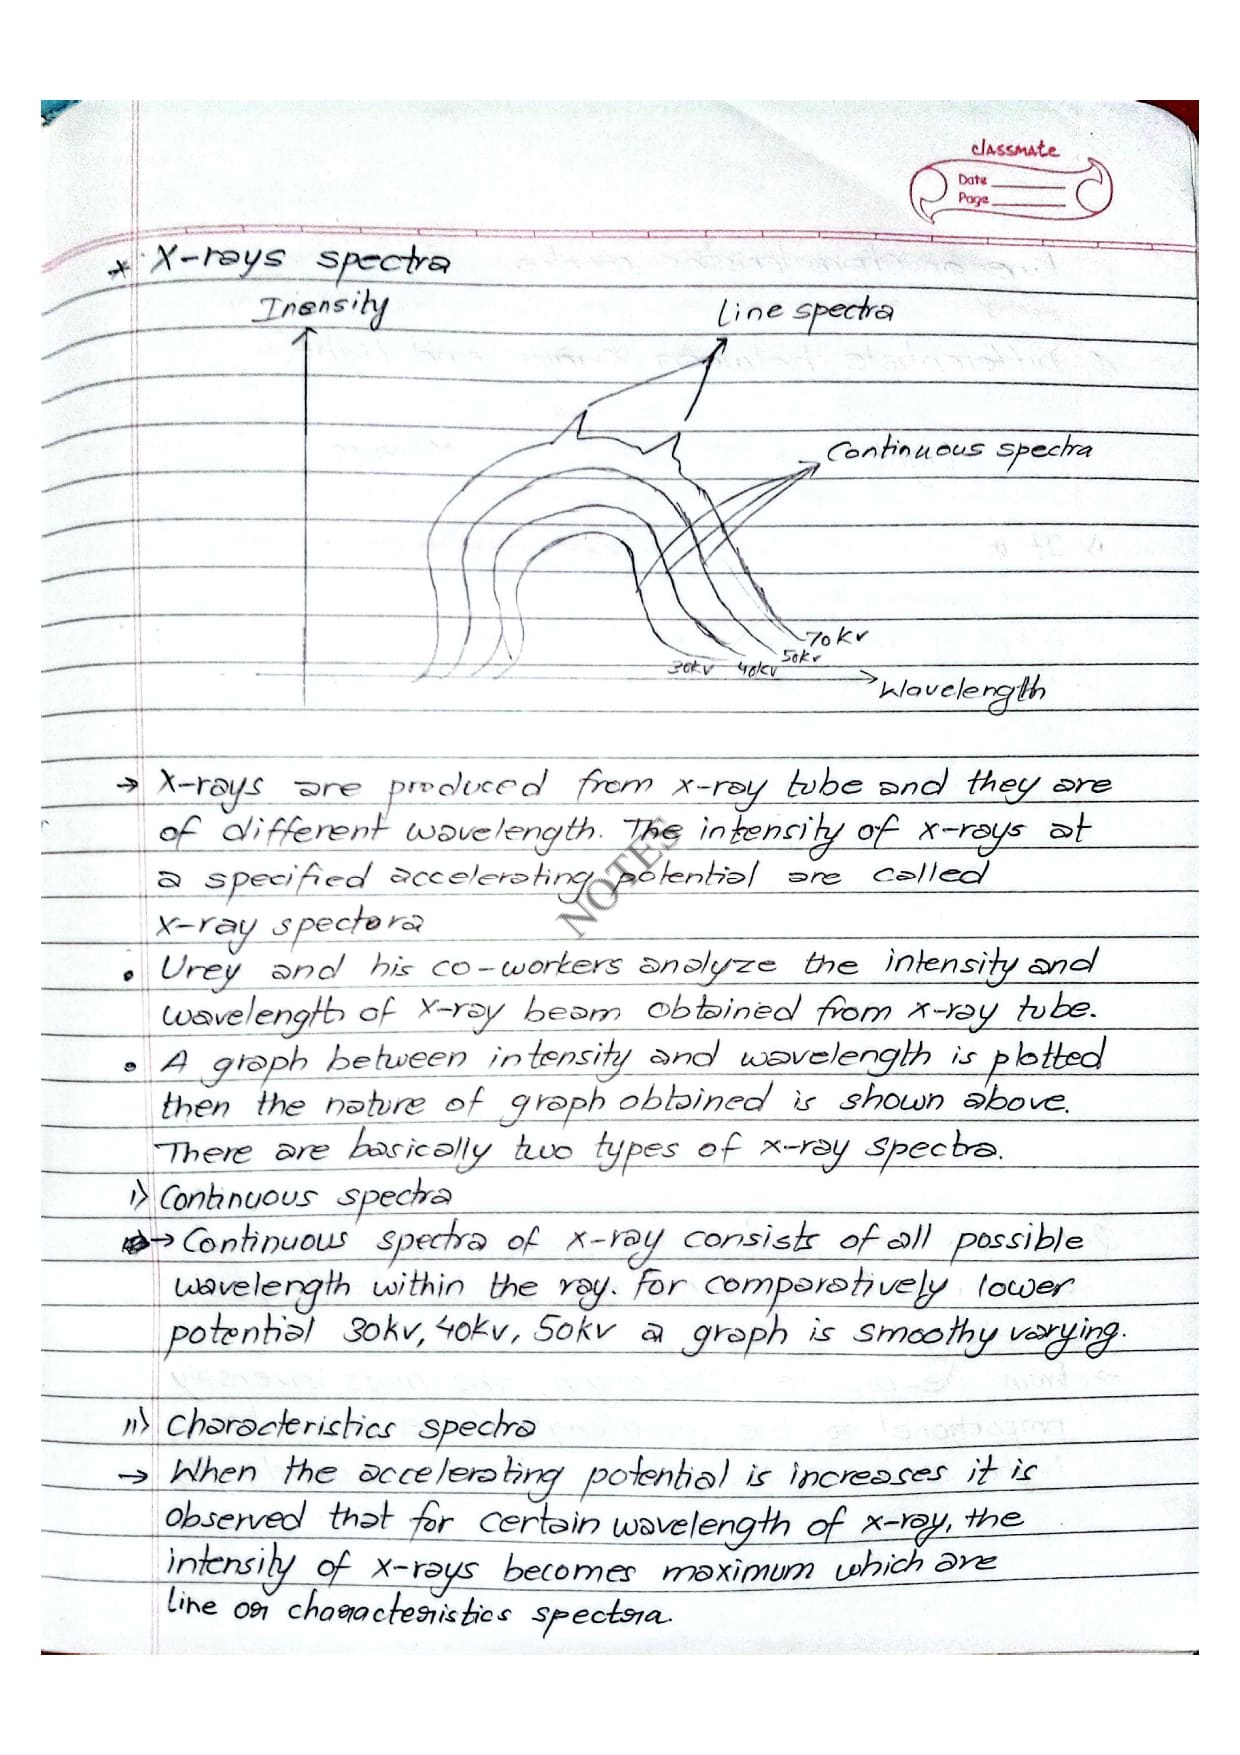 classmate
Date
Page
* X-rays spectra
Inensity
Line spectra
Continuous spectra
70kv
50kv
30kv 40kv
Wavelength
→ X-rays are produced from x-ray tube and they are
of different wavelength. The intensity of x-rays at
a specified accelerating potential are called
x-ray spectora
NOTES
• Urey and his co-workers analyze the intensity and
wavelength of x-ray beam obtained from x-ray tube.
• A graph between intensity and wavelength is plotted
then the nature of graph obtained is shown above.
There are basically two types of x-ray spectra.
i) Continuous spectra
→ Continuous spectra of x-ray consists of all possible
wavelength within the ray. for comparatively lower
potential 30kv, 40kv, 50kv a graph is smoothy varying.
ii) Characteristics spectra
→ When the accelerating potential is increases it is
observed that for certain wavelength of x-ray, the
intensity of x-rays becomes maximum which are
line or characteristics spectra.